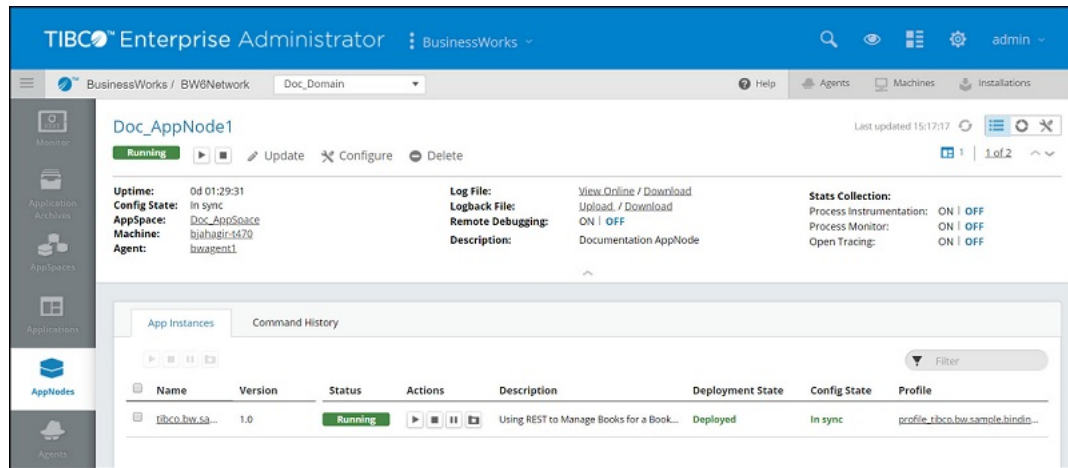 TIBCO™ Enterprise Administrator BusinessWorks admin
BusinessWorks / BW6Network Doc_Domain Help Agents Machines Installations
Monitor
Application Archives
AppSpaces
Applications
AppNodes
Agents
Doc_AppNode1 Last updated 15:17:17
Running Update Configure Delete 1 1 of 2
Uptime: 0d 01:29:31
Config State: In sync
AppSpace: Doc_AppSpace
Machine: bjahagir-t470
Agent: bwagent1
Log File: View Online / Download
Logback File: Upload / Download
Remote Debugging: ON | OFF
Description: Documentation AppNode
Stats Collection:
Process Instrumentation: ON | OFF
Process Monitor: ON | OFF
Open Tracing: ON | OFF
App Instances Command History
Filter
Name Version Status Actions Description Deployment State Config State Profile
tibco.bw.sa... 1.0 Running Using REST to Manage Books for a Book... Deployed In sync profile_tibco.bw.sample.bindin...